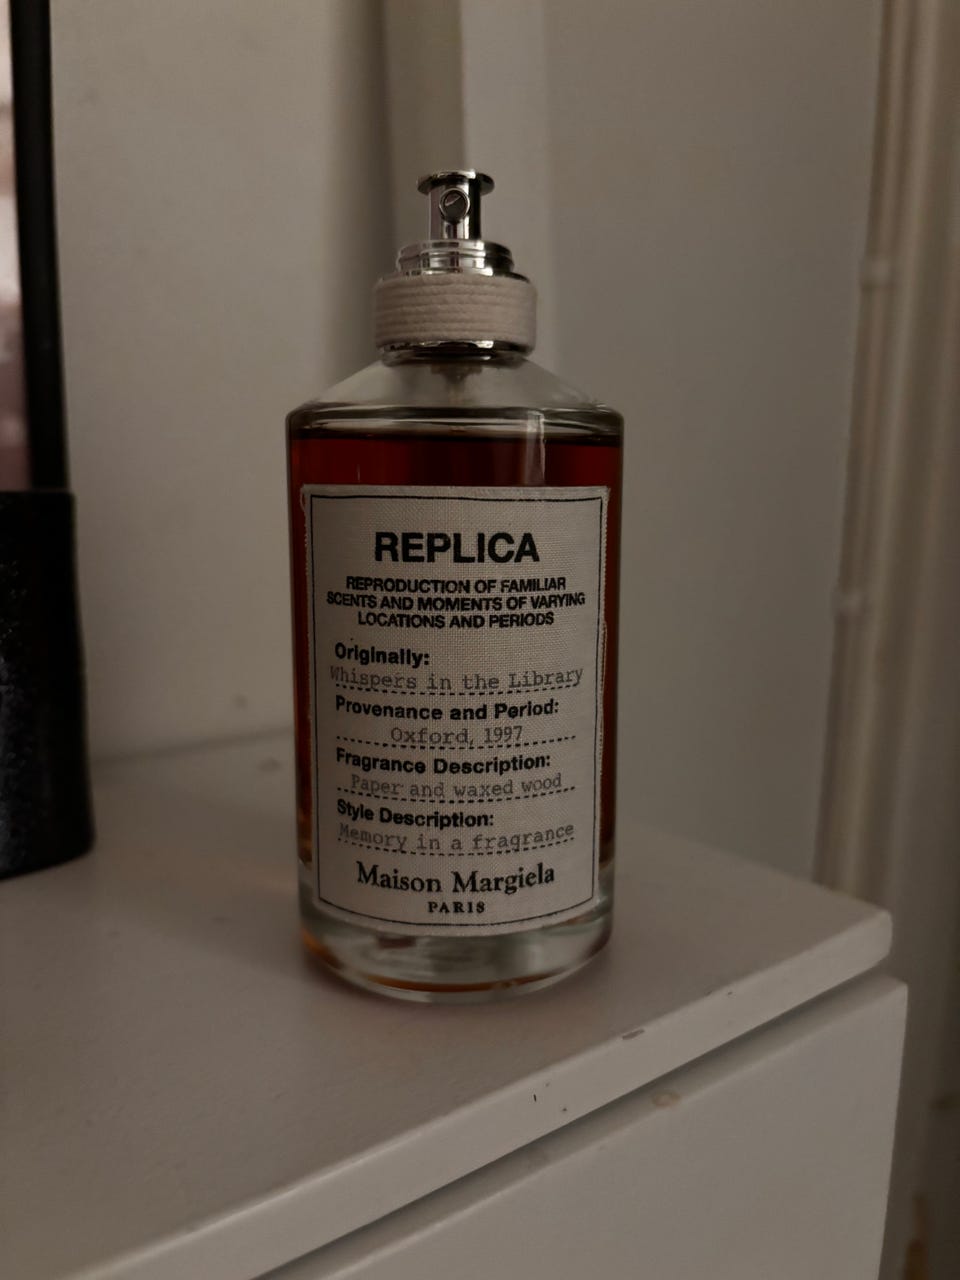 REPLICA
REPRODUCTION OF FAMILIAR
SCENTS AND MOMENTS OF VARYING
LOCATIONS AND PERIODS
Originally:
Whispers in the Library
Provenance and Period:
Oxford, 1997
Fragrance Description:
Paper and waxed wood
Style Description:
Memory in a fragrance
Maison Margiela
PARIS